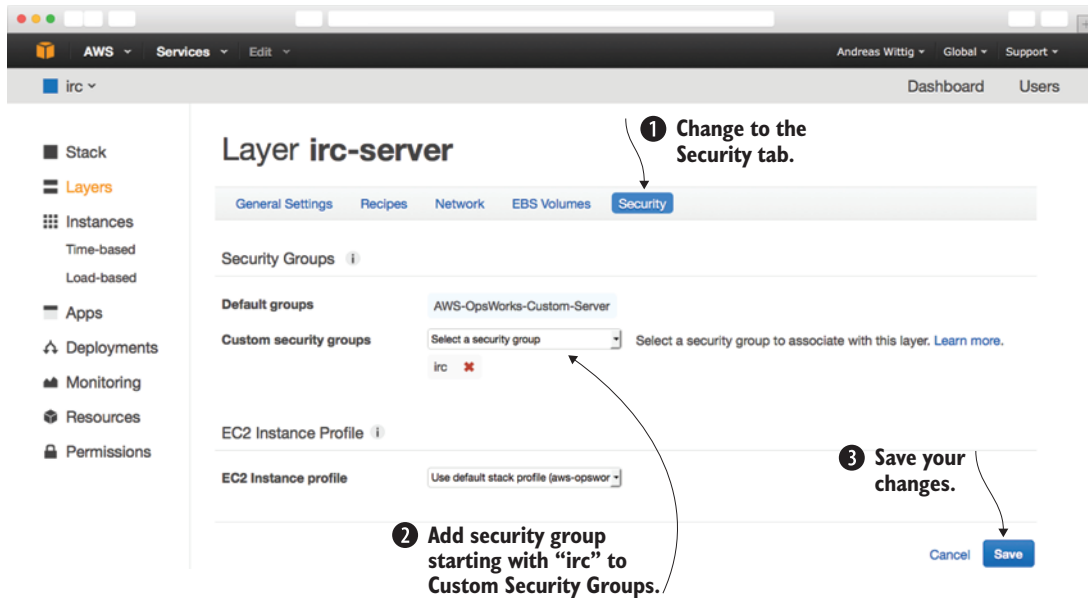 AWS Services Edit Andreas Wittig Global Support
irc Dashboard Users
Stack
Layers
Instances
Time-based
Load-based
Apps
Deployments
Monitoring
Resources
Permissions
Layer irc-server
1 Change to the
Security tab.
General Settings Recipes Network EBS Volumes Security
Security Groups i
Default groups AWS-OpsWorks-Custom-Server
Custom security groups Select a security group Select a security group to associate with this layer. Learn more.
irc
EC2 Instance Profile i
EC2 Instance profile Use default stack profile (aws-opswor
2 Add security group
starting with “irc” to
Custom Security Groups.
3 Save your
changes.
Cancel Save